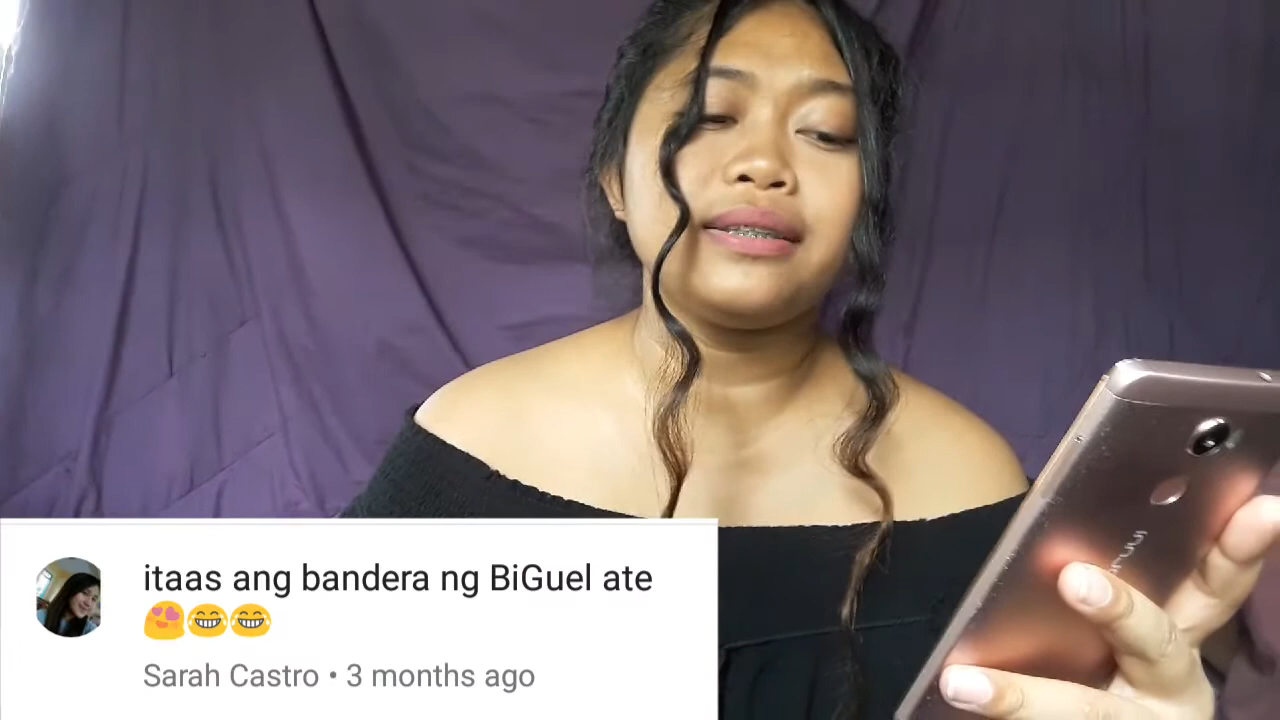 itaas ang bandera ng BiGuel ate
😍😂😂
Sarah Castro • 3 months ago